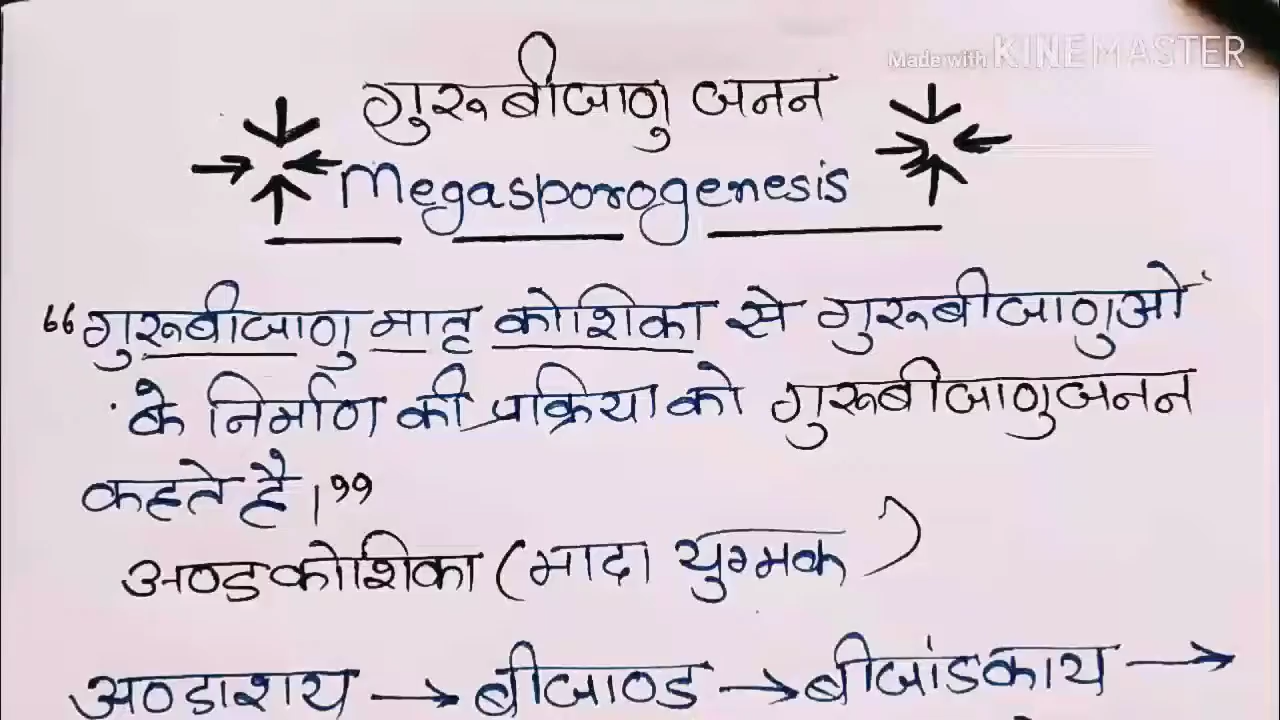 Made with KINEMASTER
गुरूबीजाणु जनन
Megasporogenesis
“गुरूबीजाणु मातृ कोशिका से गुरूबीजाणुओं
के निर्माण की प्रक्रिया को गुरूबीजाणुजनन
कहते है।”
अण्डकोशिका (मादा युग्मक)
अण्डाशय → बीजाण्ड → बीजांडकाय →